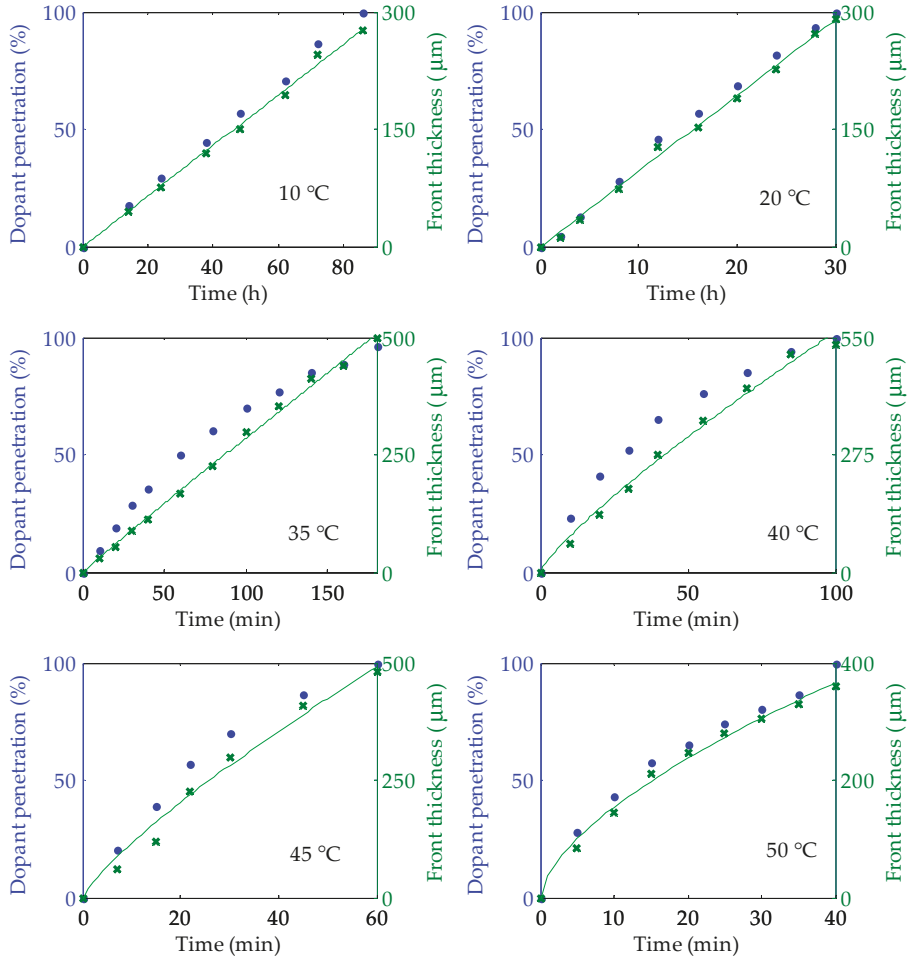 100
50
0
Dopant penetration (%)
0 20 40 60 80
Time (h)
10 °C
300
150
0
Front thickness (µm)
100
50
0
Dopant penetration (%)
0 10 20 30
Time (h)
20 °C
300
150
0
Front thickness (µm)
100
50
0
Dopant penetration (%)
0 50 100 150
Time (min)
35 °C
500
250
0
Front thickness (µm)
100
50
0
Dopant penetration (%)
0 50 100
Time (min)
40 °C
550
275
0
Front thickness (µm)
100
50
0
Dopant penetration (%)
0 20 40 60
Time (min)
45 °C
500
250
0
Front thickness (µm)
100
50
0
Dopant penetration (%)
0 10 20 30 40
Time (min)
50 °C
400
200
0
Front thickness (µm)